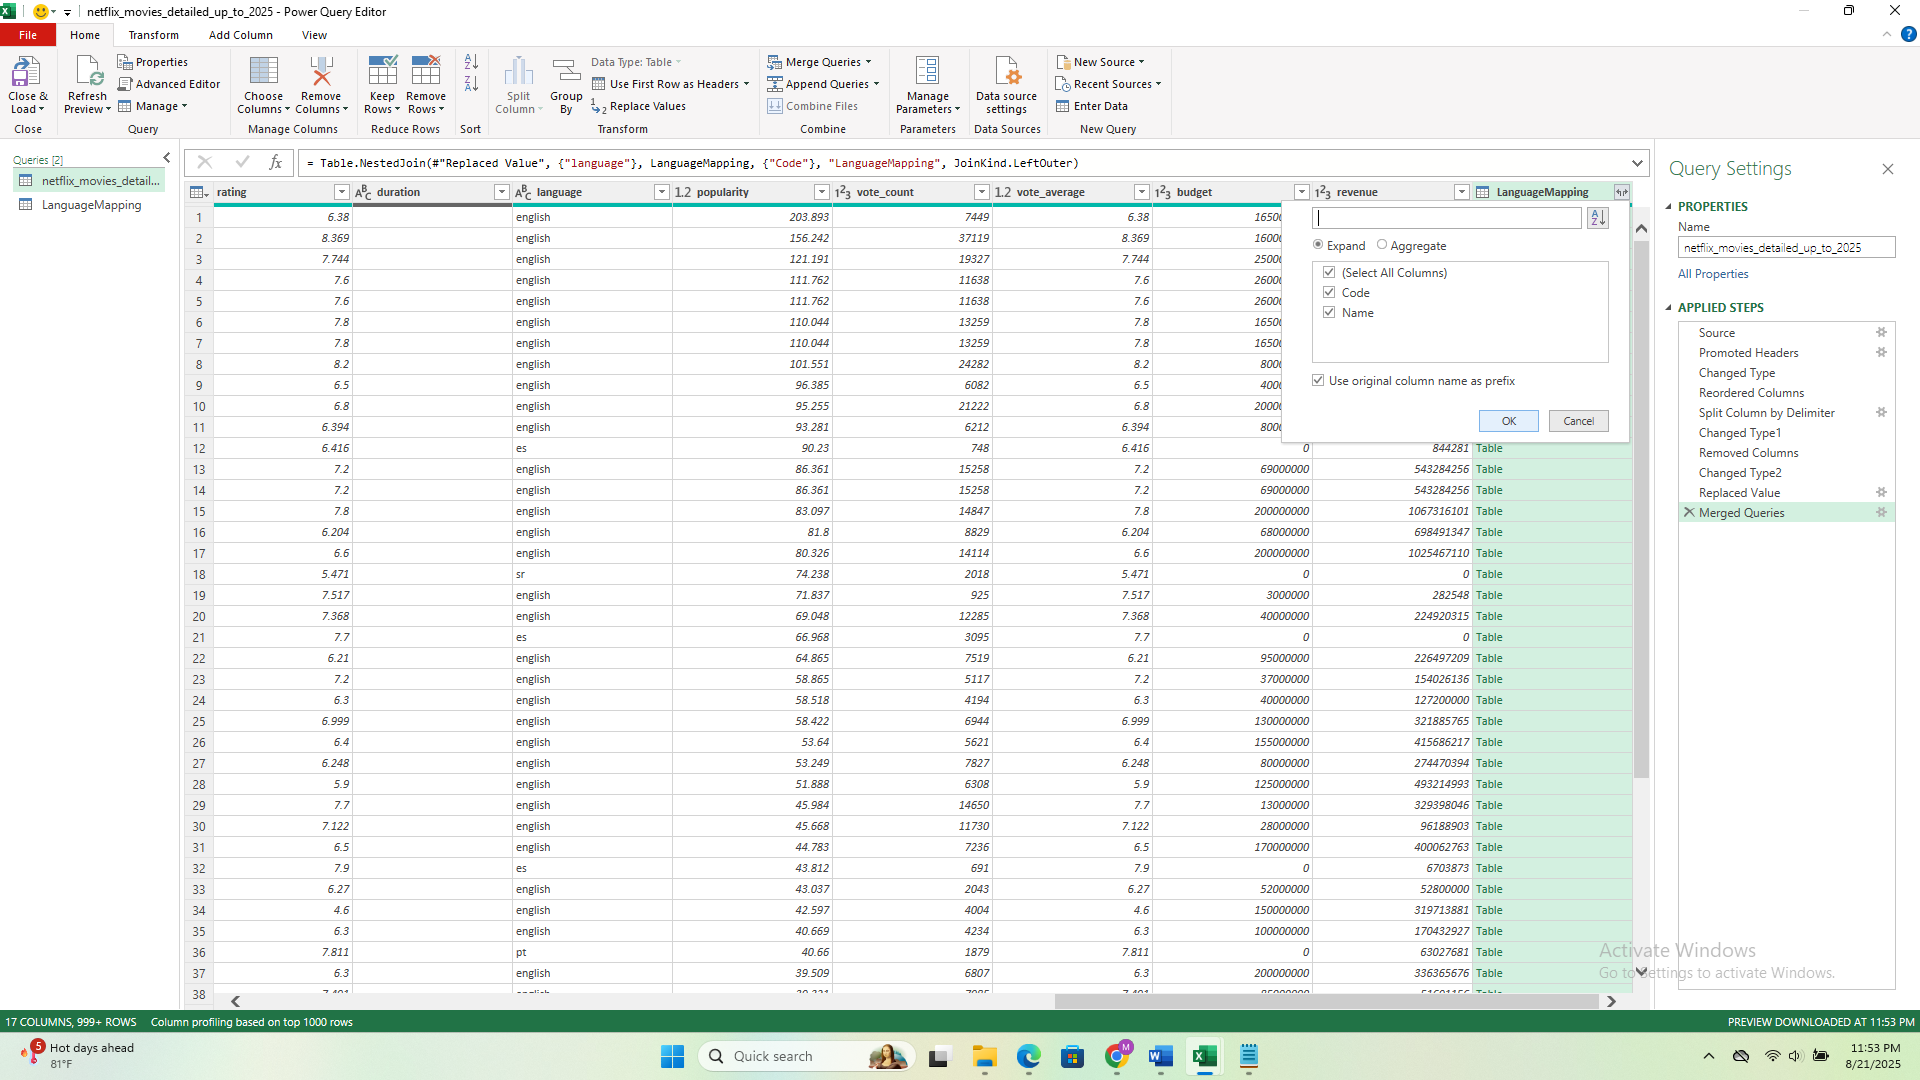 netflix_movies_detailed_up_to_2025 - Power Query Editor
File Home Transform Add Column View
Close & Load
Close
Refresh Preview
Properties
Advanced Editor
Manage
Query
Choose Columns
Remove Columns
Manage Columns
Keep Rows
Remove Rows
Reduce Rows
Sort
Split Column
Group By
Data Type: Table
Use First Row as Headers
Replace Values
Transform
Merge Queries
Append Queries
Combine Files
Combine
Manage Parameters
Parameters
Data source settings
Data Sources
New Source
Recent Sources
Enter Data
New Query
Queries [2]
netflix_movies_detail...
LanguageMapping
= Table.NestedJoin(#"Replaced Value", {"language"}, LanguageMapping, {"Code"}, "LanguageMapping", JoinKind.LeftOuter)
rating ABC duration ABC language 1.2 popularity 123 vote_count 1.2 vote_average 123 budget 123 revenue LanguageMapping
1 6.38 english 203.893 7449 6.38 1650
2 8.369 english 156.242 37119 8.369 1600
3 7.744 english 121.191 19327 7.744 2500
4 7.6 english 111.762 11638 7.6 2600
5 7.6 english 111.762 11638 7.6 2600
6 7.8 english 110.044 13259 7.8 1650
7 7.8 english 110.044 13259 7.8 1650
8 8.2 english 101.551 24282 8.2 800
9 6.5 english 96.385 6082 6.5 400
10 6.8 english 95.255 21222 6.8 2000
11 6.394 english 93.281 6212 6.394 800
12 6.416 es 90.23 748 6.416 0 844281 Table
13 7.2 english 86.361 15258 7.2 69000000 543284256 Table
14 7.2 english 86.361 15258 7.2 69000000 543284256 Table
15 7.8 english 83.097 14847 7.8 200000000 1067316101 Table
16 6.204 english 81.8 8829 6.204 68000000 698491347 Table
17 6.6 english 80.326 14114 6.6 200000000 1025467110 Table
18 5.471 sr 74.238 2018 5.471 0 0 Table
19 7.517 english 71.837 925 7.517 3000000 282548 Table
20 7.368 english 69.048 12285 7.368 40000000 224920315 Table
21 7.7 es 66.968 3095 7.7 0 0 Table
22 6.21 english 64.865 7519 6.21 95000000 226497209 Table
23 7.2 english 58.865 5117 7.2 37000000 154026136 Table
24 6.3 english 58.518 4194 6.3 40000000 127200000 Table
25 6.999 english 58.422 6944 6.999 130000000 321885765 Table
26 6.4 english 53.64 5621 6.4 155000000 415686217 Table
27 6.248 english 53.249 7827 6.248 80000000 274470394 Table
28 5.9 english 51.888 6308 5.9 125000000 493214993 Table
29 7.7 english 45.984 14650 7.7 13000000 329398046 Table
30 7.122 english 45.668 11730 7.122 28000000 96188903 Table
31 6.5 english 44.783 7236 6.5 170000000 400062763 Table
32 7.9 es 43.812 691 7.9 0 6703873 Table
33 6.27 english 43.037 2043 6.27 52000000 52800000 Table
34 4.6 english 42.597 4004 4.6 150000000 319713881 Table
35 6.3 english 40.669 4234 6.3 100000000 170432927 Table
36 7.811 pt 40.66 1879 7.811 0 63027681 Table
37 6.3 english 39.509 6807 6.3 200000000 336365676 Table
38
Expand Aggregate
(Select All Columns)
Code
Name
Use original column name as prefix
OK Cancel
Query Settings
PROPERTIES
Name
netflix_movies_detailed_up_to_2025
All Properties
APPLIED STEPS
Source
Promoted Headers
Changed Type
Reordered Columns
Split Column by Delimiter
Changed Type1
Removed Columns
Changed Type2
Replaced Value
Merged Queries
Activate Windows
Go to Settings to activate Windows.
17 COLUMNS, 999+ ROWS Column profiling based on top 1000 rows PREVIEW DOWNLOADED AT 11:53 PM
5 Hot days ahead
81°F
Quick search
11:53 PM
8/21/2025